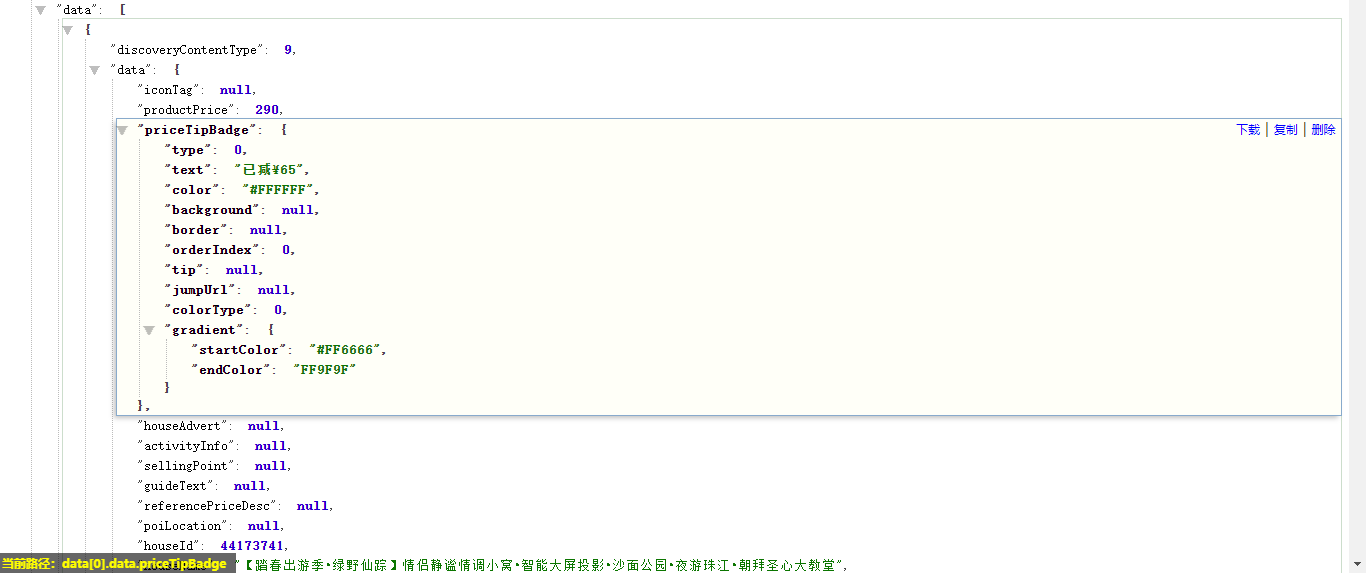 "data": [
{
"discoveryContentType": 9,
"data": {
"iconTag": null,
"productPrice": 290,
"priceTipBadge": {
下载 | 复制 | 删除
"type": 0,
"text": "已减¥65",
"color": "#FFFFFF",
"background": null,
"border": null,
"orderIndex": 0,
"tip": null,
"jumpUrl": null,
"colorType": 0,
"gradient": {
"startColor": "#FF6666",
"endColor": "FF9F9F"
}
},
"houseAdvert": null,
"activityInfo": null,
"sellingPoint": null,
"guideText": null,
"referencePriceDesc": null,
"poiLocation": null,
"houseId": 44173741,
当前路径: data[0].data.priceTipBadge
"【踏春出游季•绿野仙踪】情侣静谧情调小窝•智能大屏投影•沙面公园•夜游珠江•朝拜圣心大教堂",